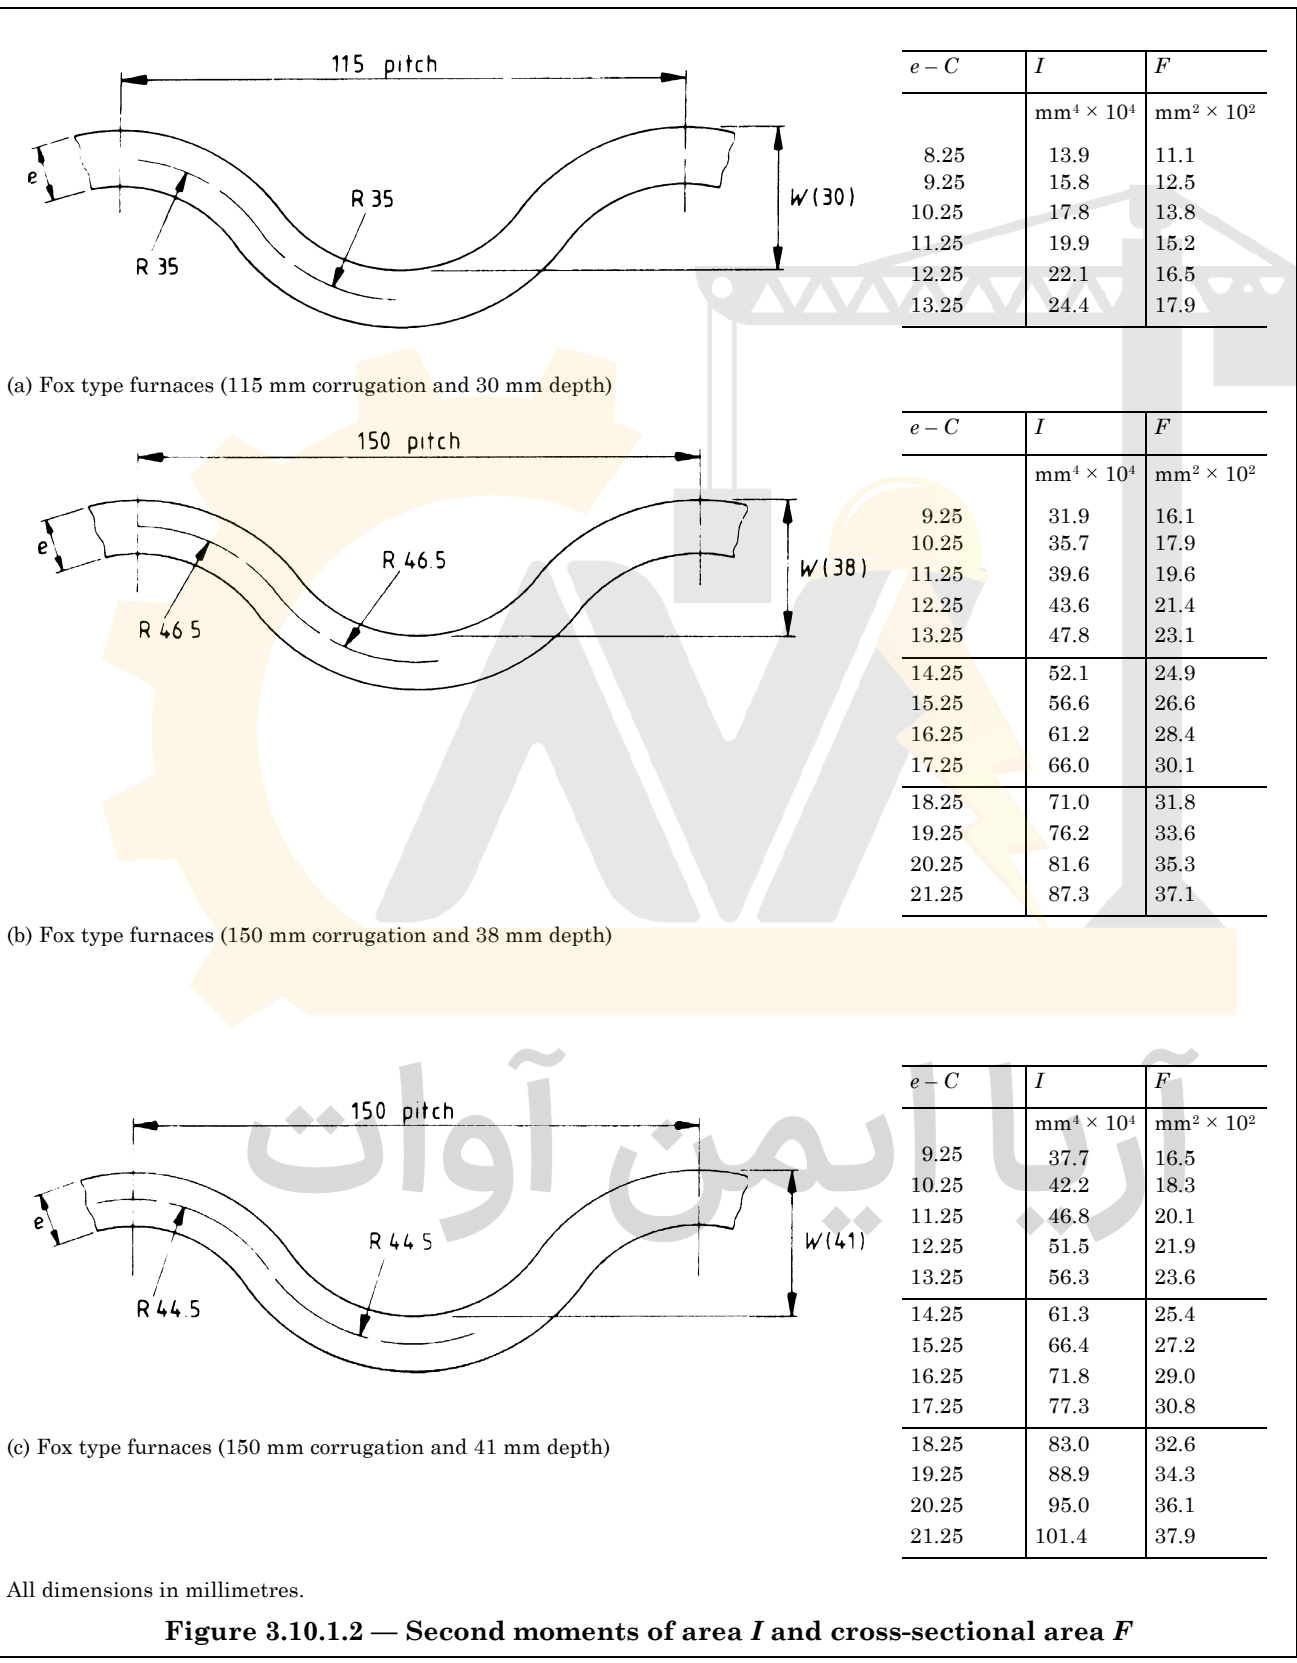 115 pitch
e
R 35
R 35
W(30)
e – C I F
mm⁴ × 10⁴ mm² × 10²
8.25 13.9 11.1
9.25 15.8 12.5
10.25 17.8 13.8
11.25 19.9 15.2
12.25 22.1 16.5
13.25 24.4 17.9
(a) Fox type furnaces (115 mm corrugation and 30 mm depth)
150 pitch
e
R 46.5
R 46 5
W(38)
e – C I F
mm⁴ × 10⁴ mm² × 10²
9.25 31.9 16.1
10.25 35.7 17.9
11.25 39.6 19.6
12.25 43.6 21.4
13.25 47.8 23.1
14.25 52.1 24.9
15.25 56.6 26.6
16.25 61.2 28.4
17.25 66.0 30.1
18.25 71.0 31.8
19.25 76.2 33.6
20.25 81.6 35.3
21.25 87.3 37.1
(b) Fox type furnaces (150 mm corrugation and 38 mm depth)
آریا ایمن آوات
150 pitch
e
R 44 5
R 44.5
W(41)
e – C I F
mm⁴ × 10⁴ mm² × 10²
9.25 37.7 16.5
10.25 42.2 18.3
11.25 46.8 20.1
12.25 51.5 21.9
13.25 56.3 23.6
14.25 61.3 25.4
15.25 66.4 27.2
16.25 71.8 29.0
17.25 77.3 30.8
18.25 83.0 32.6
19.25 88.9 34.3
20.25 95.0 36.1
21.25 101.4 37.9
(c) Fox type furnaces (150 mm corrugation and 41 mm depth)
All dimensions in millimetres.
Figure 3.10.1.2 — Second moments of area I and cross-sectional area F